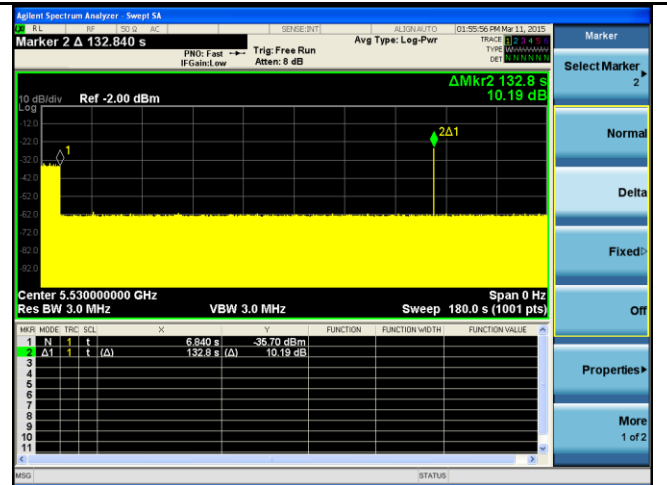 Agilent Spectrum Analyzer - Swept SA
RL RF 50 Ω AC SENSE:INT ALIGN AUTO 01:55:56 PM Mar 11, 2015
Marker 2 Δ 132.840 s
PNO: Fast
IFGain:Low
Trig: Free Run
Atten: 8 dB
Avg Type: Log-Pwr
TRACE 1 2 3 4 5 6
TYPE
DET N N N N N N
ΔMkr2 132.8 s
10.19 dB
10 dB/div Ref -2.00 dBm
Log
-12.0
-22.0
-32.0
-42.0
-52.0
-62.0
-72.0
-82.0
-92.0
1
2Δ1
Center 5.530000000 GHz Span 0 Hz
Res BW 3.0 MHz VBW 3.0 MHz Sweep 180.0 s (1001 pts)
MKR MODE TRC SCL X Y FUNCTION FUNCTION WIDTH FUNCTION VALUE
1 N 1 t 6.840 s -35.70 dBm
2 Δ1 1 t (Δ) 132.8 s (Δ) 10.19 dB
3
4
5
6
7
8
9
10
11
MSG STATUS
Marker
Select Marker
2
Normal
Delta
Fixed
Off
Properties
More
1 of 2